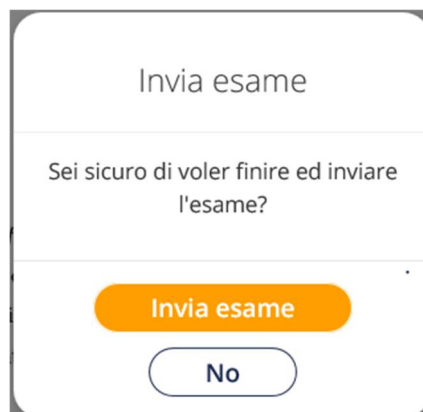 Invia esame
Sei sicuro di voler finire ed inviare
l'esame?
Invia esame
No